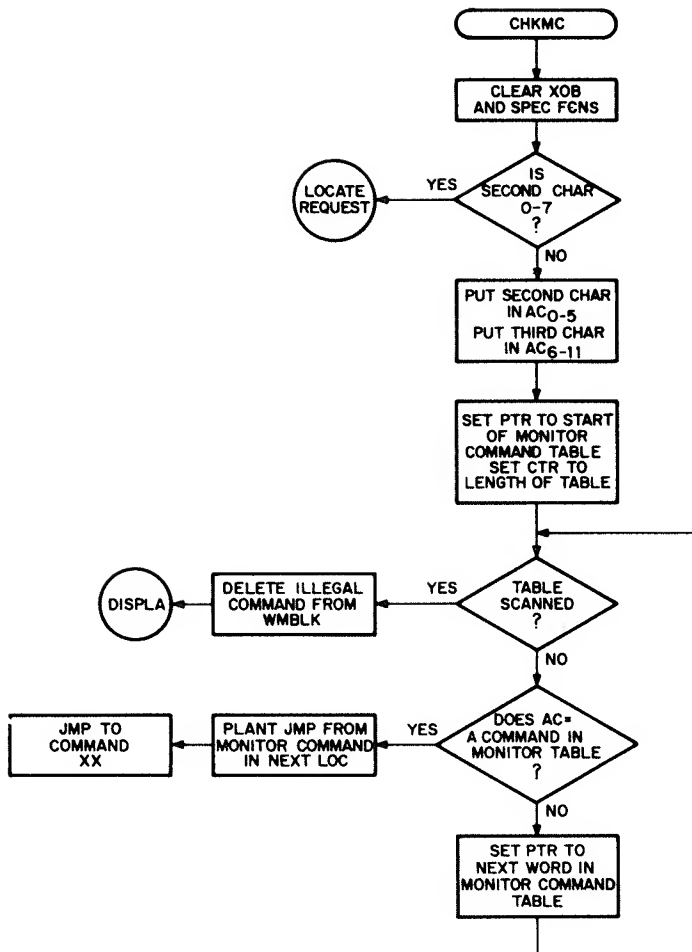 CHKMC
CLEAR XOB
AND SPEC FCNS
IS
SECOND CHAR
0-7
?
YES
LOCATE
REQUEST
NO
PUT SECOND CHAR
IN AC0-5
PUT THIRD CHAR
IN AC6-11
SET PTR TO START
OF MONITOR
COMMAND TABLE
SET CTR TO
LENGTH OF TABLE
TABLE
SCANNED
?
YES
DELETE ILLEGAL
COMMAND FROM
WMBLK
DISPLA
NO
DOES AC=
A COMMAND IN
MONITOR TABLE
?
YES
PLANT JMP FROM
MONITOR COMMAND
IN NEXT LOC
JMP TO
COMMAND
XX
NO
SET PTR TO
NEXT WORD IN
MONITOR COMMAND
TABLE